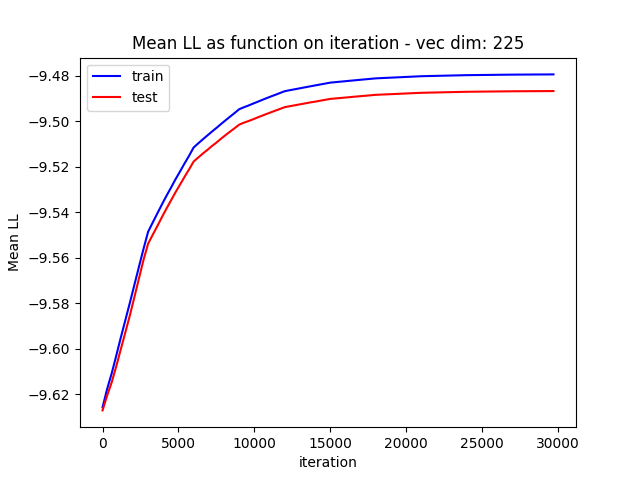 Mean LL as function on iteration - vec dim: 225
train
test
Mean LL
−9.48
−9.50
−9.52
−9.54
−9.56
−9.58
−9.60
−9.62
0 5000 10000 15000 20000 25000 30000
iteration